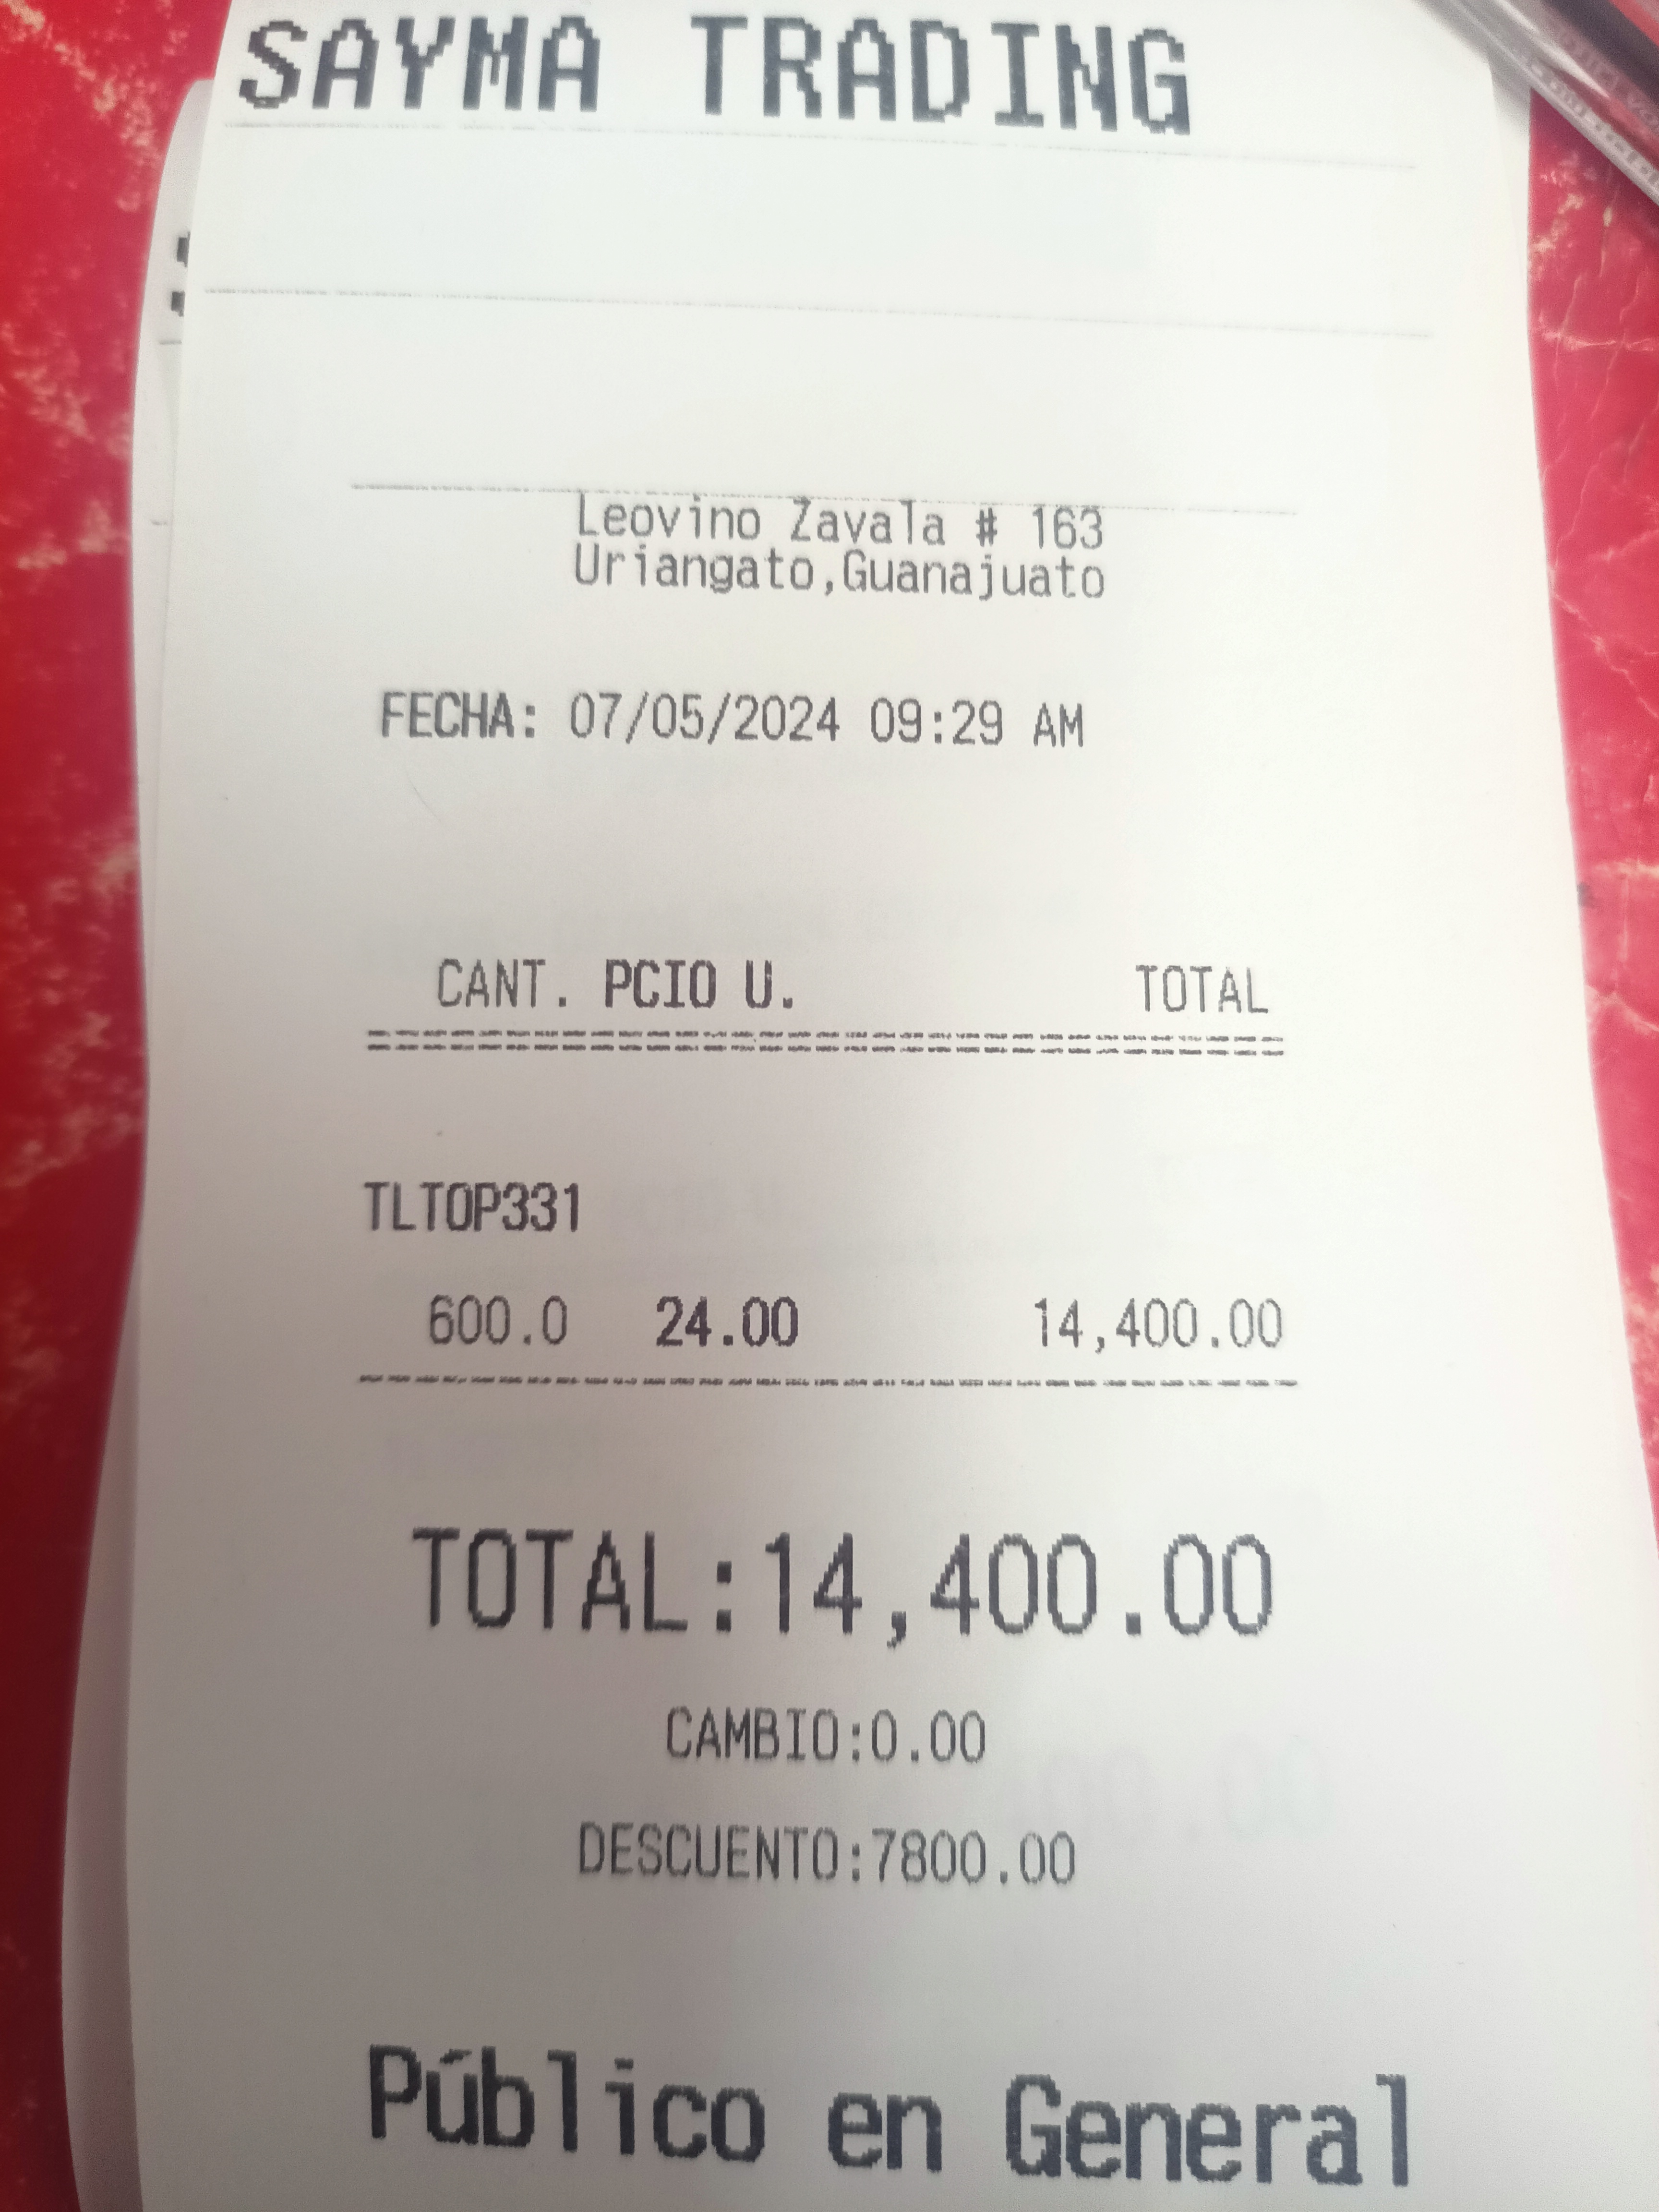 SAYMA TRADING
Leovino Zavala # 163
Uriangato,Guanajuato
FECHA: 07/05/2024 09:29 AM
CANT. PCIO U. TOTAL
TLTOP331
600.0 24.00 14,400.00
TOTAL:14,400.00
CAMBIO:0.00
DESCUENTO:7800.00
Público en General